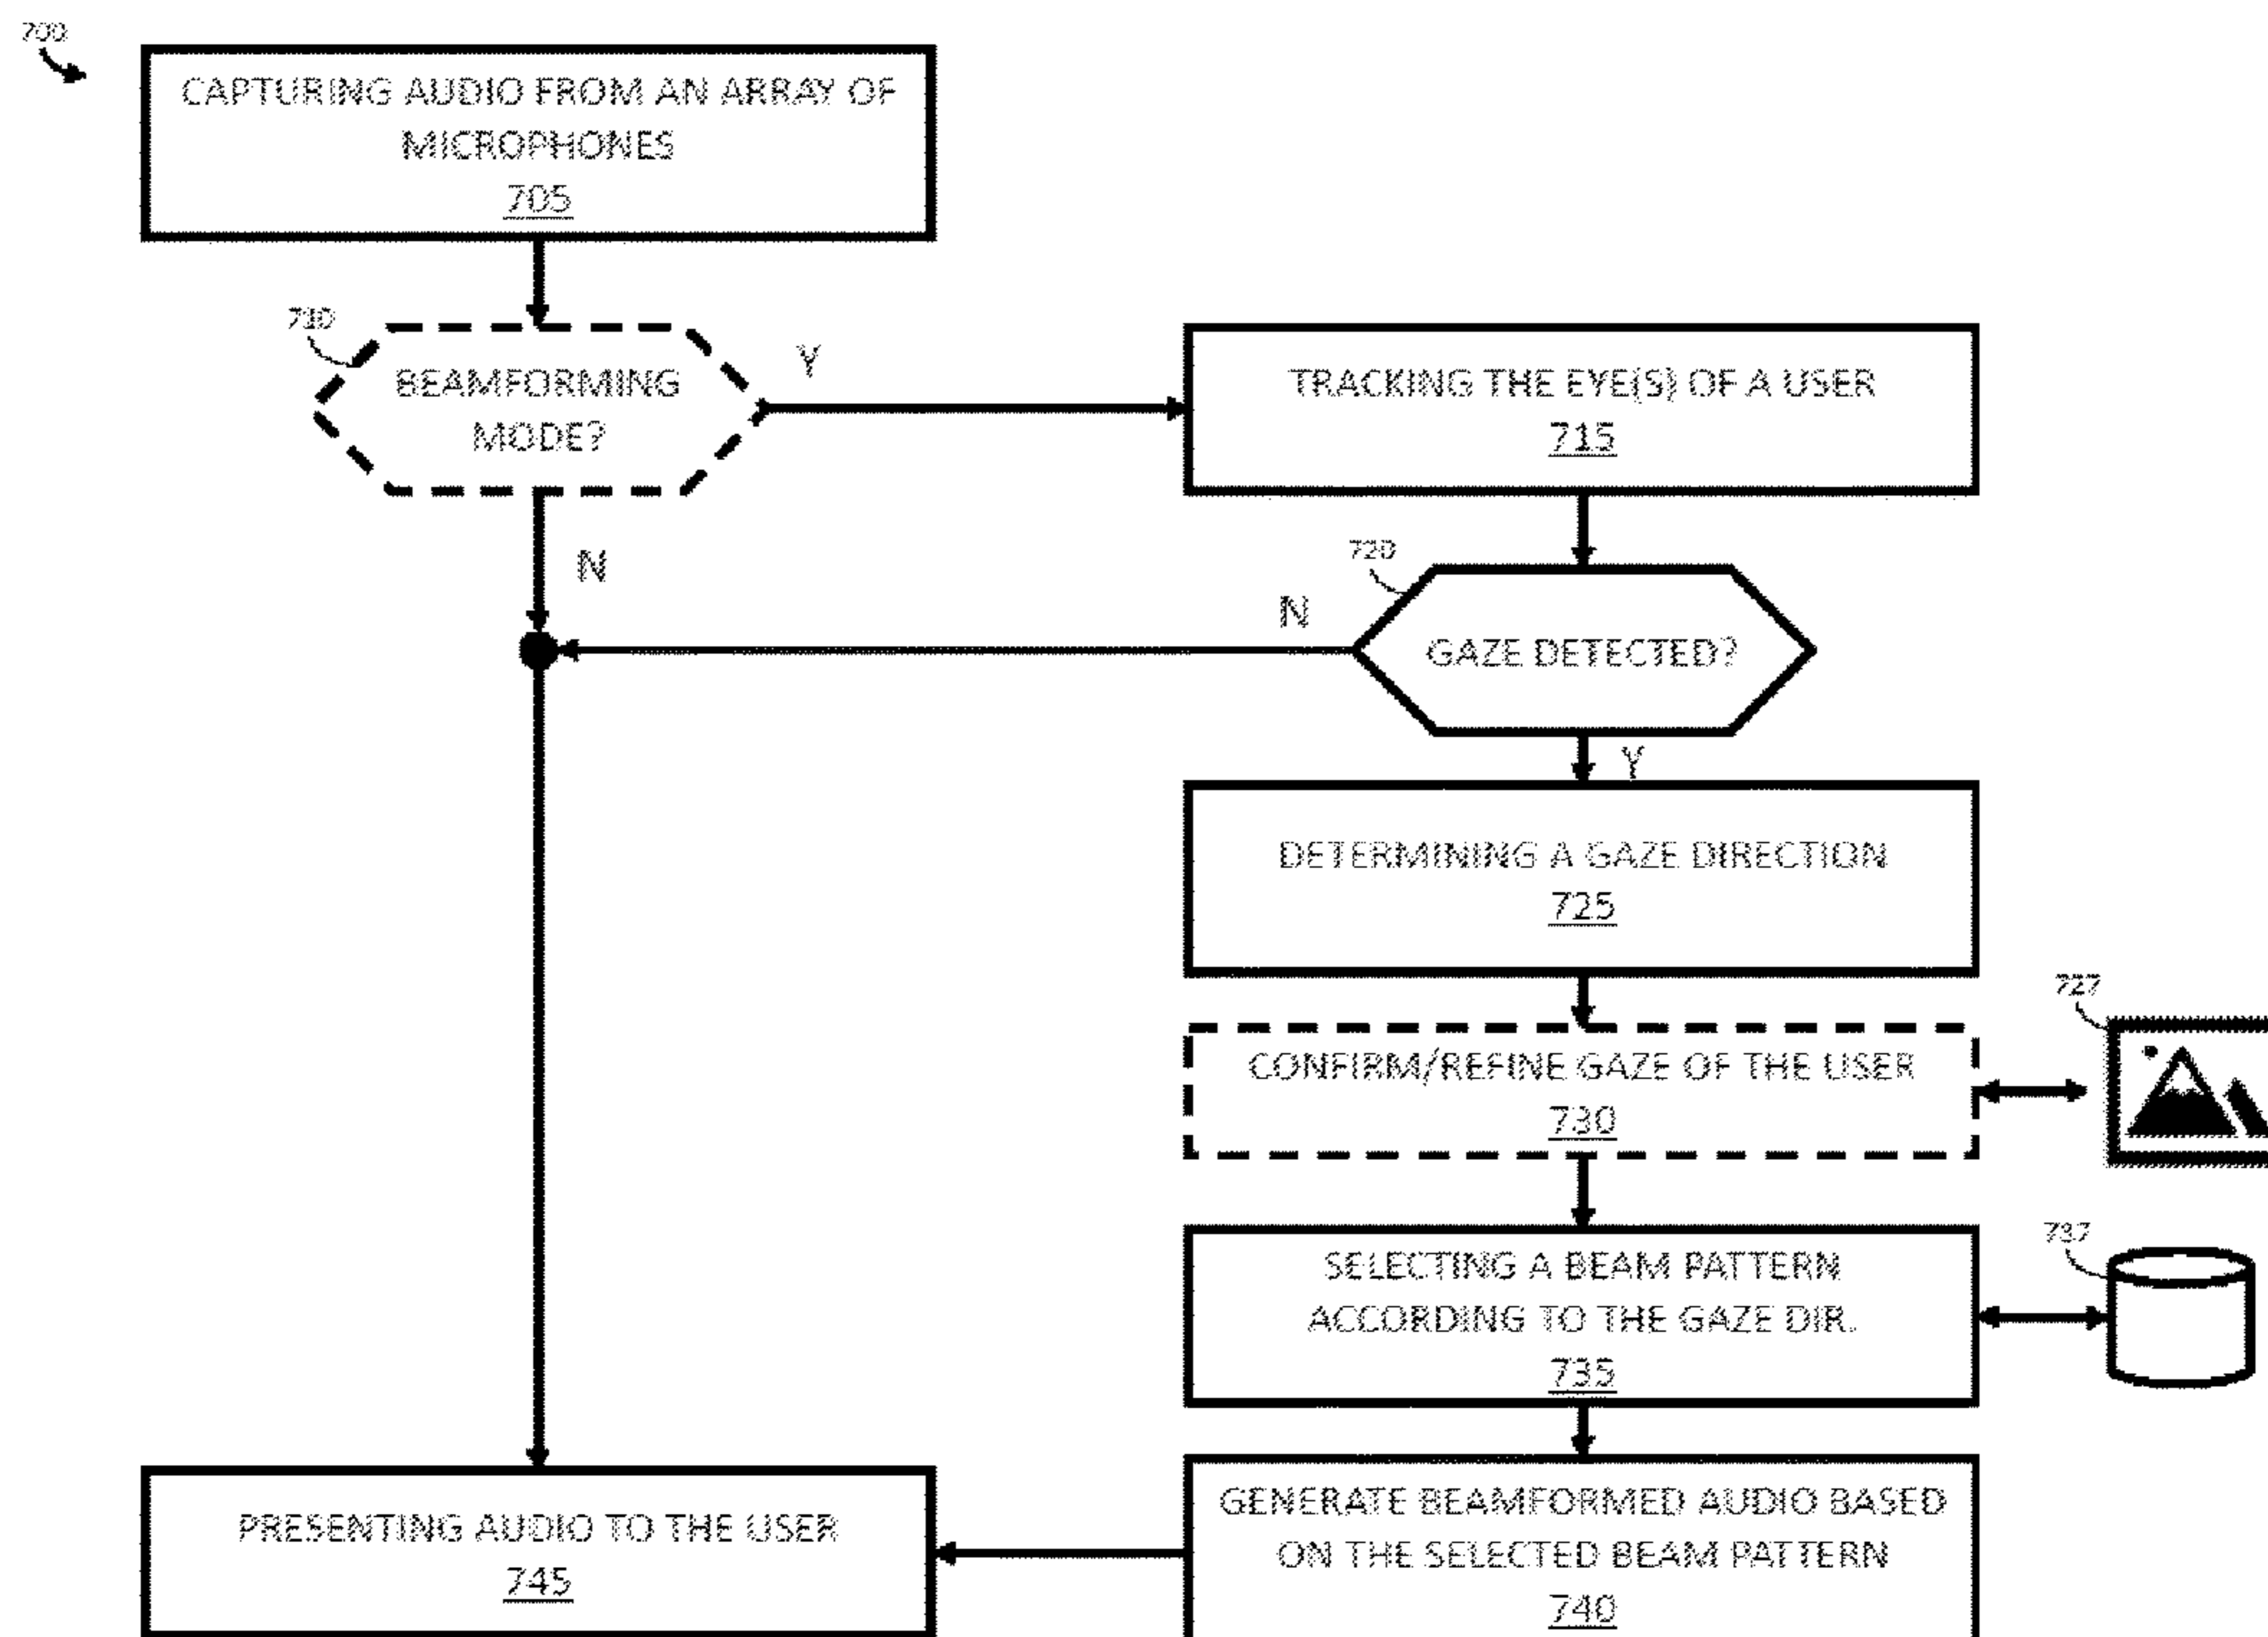 700
CAPTURING AUDIO FROM AN ARRAY OF
MICROPHONES
705
710
BEAMFORMING
MODE?
Y
TRACKING THE EYE(S) OF A USER
715
N
720
N
GAZE DETECTED?
Y
DETERMINING A GAZE DIRECTION
725
727
CONFIRM/REFINE GAZE OF THE USER
730
737
SELECTING A BEAM PATTERN
ACCORDING TO THE GAZE DIR.
735
GENERATE BEAMFORMED AUDIO BASED
ON THE SELECTED BEAM PATTERN
740
PRESENTING AUDIO TO THE USER
745